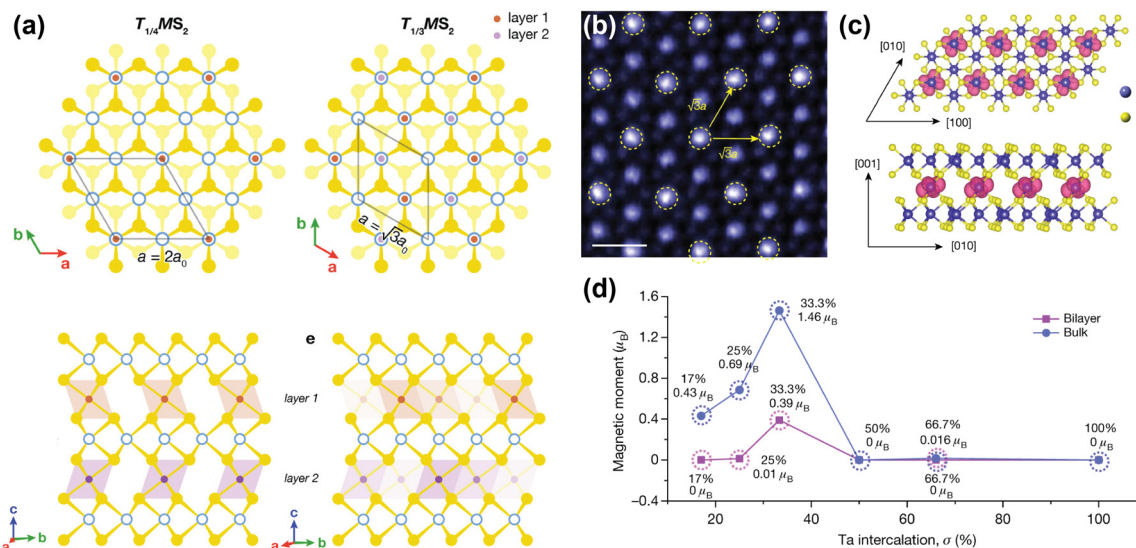 (a)
T1/4MS2
T1/3MS2
layer 1
layer 2
b
a
a = 2a0
b
a
a = √3a0
e
layer 1
layer 2
c
a
b
c
a
b
(b)
√3a
√3a
(c)
[010]
[100]
[001]
[010]
(d)
Magnetic moment (μB)
1.6
1.2
0.8
0.4
0
−0.4
33.3%
1.46 μB
Bilayer
Bulk
25%
0.69 μB
17%
0.43 μB
33.3%
0.39 μB
50%
0 μB
66.7%
0.016 μB
100%
0 μB
17%
0 μB
25%
0.01 μB
66.7%
0 μB
20
40
60
80
100
Ta intercalation, σ (%)